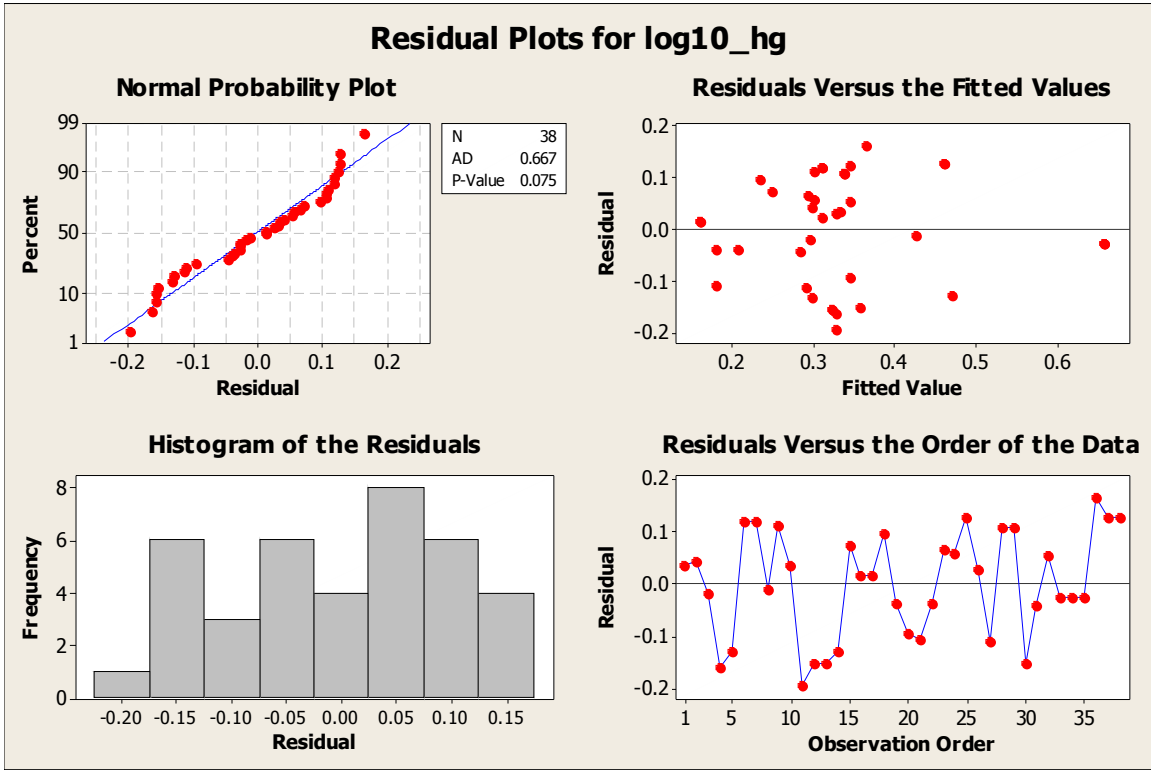 Residual Plots for log10_hg
Normal Probability Plot
99
90
50
10
1
Percent
-0.2 -0.1 0.0 0.1 0.2
Residual
N 38
AD 0.667
P-Value 0.075
Residuals Versus the Fitted Values
0.2
0.1
0.0
-0.1
-0.2
Residual
0.2 0.3 0.4 0.5 0.6
Fitted Value
Histogram of the Residuals
8
6
4
2
0
Frequency
-0.20 -0.15 -0.10 -0.05 0.00 0.05 0.10 0.15
Residual
Residuals Versus the Order of the Data
0.2
0.1
0.0
-0.1
-0.2
Residual
1 5 10 15 20 25 30 35
Observation Order